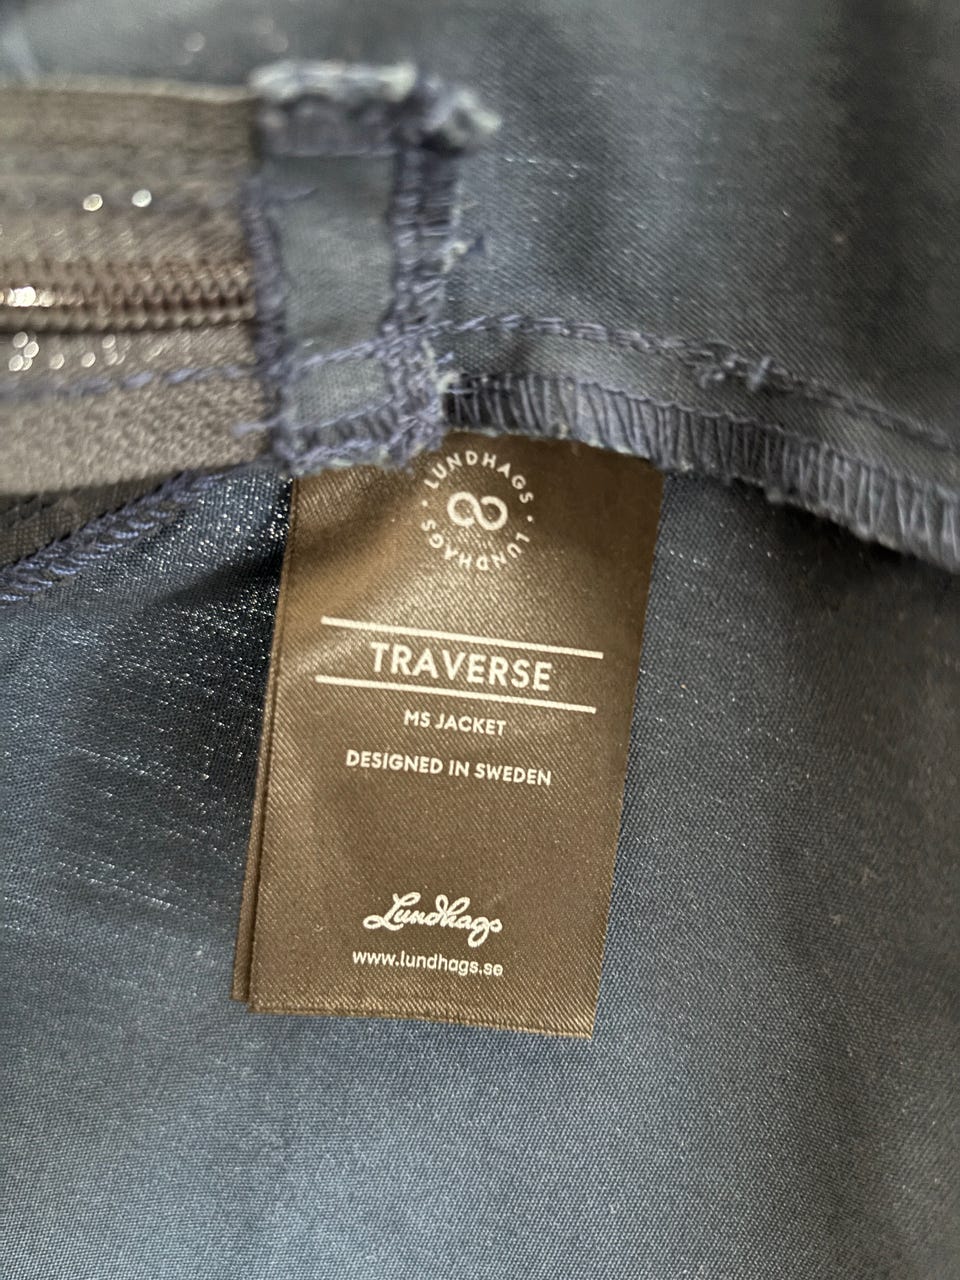 LUNDHAGS · LUNDHAGS ·
TRAVERSE
MS JACKET
DESIGNED IN SWEDEN
Lundhags
www.lundhags.se